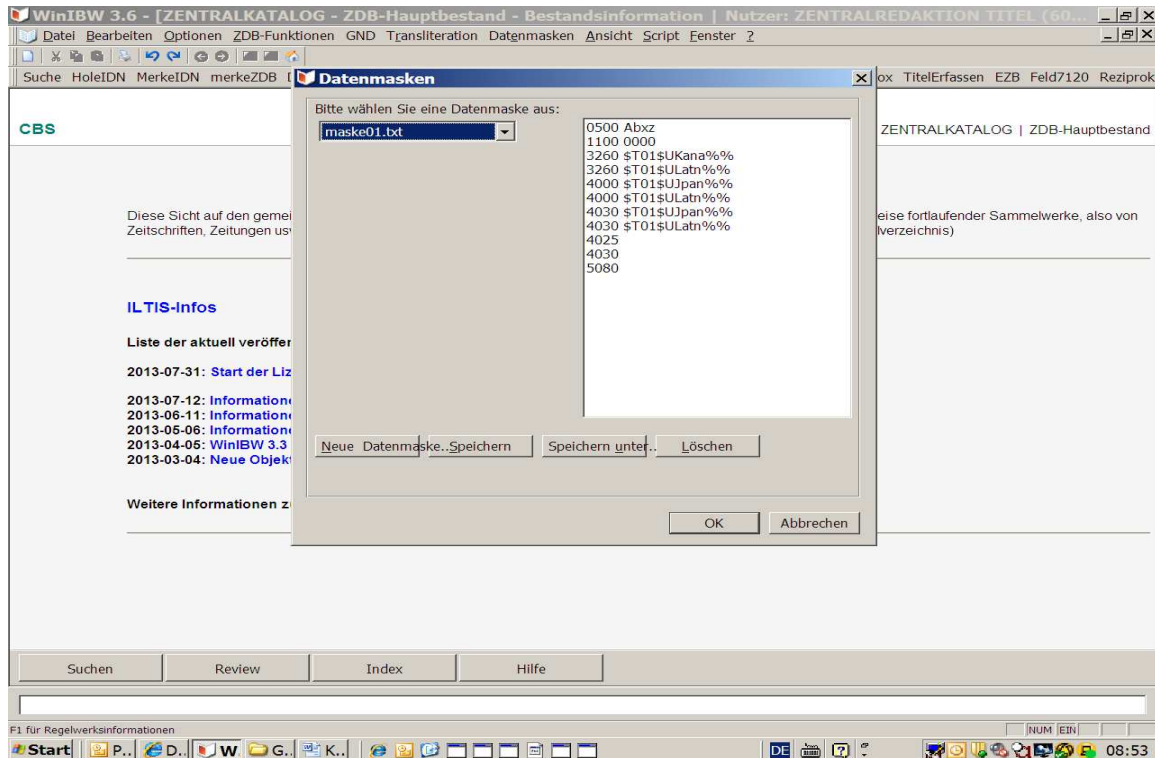 WinIBW 3.6 - [ZENTRALKATALOG - ZDB-Hauptbestand - Bestandsinformation | Nutzer: ZENTRALREDAKTION TITEL (60...
Datei Bearbeiten Optionen ZDB-Funktionen GND Transliteration Datenmasken Ansicht Script Fenster ?
Suche HoleIDN MerkeIDN merkeZDB
ox TitelErfassen EZB Feld7120 Reziprok
Datenmasken
CBS
ZENTRALKATALOG | ZDB-Hauptbestand
Bitte wählen Sie eine Datenmaske aus:
maske01.txt
0500 Abxz
1100 0000
3260 $T01$UKana%%
3260 $T01$ULatn%%
4000 $T01$UJpan%%
4000 $T01$ULatn%%
4030 $T01$UJpan%%
4030 $T01$ULatn%%
4025
4030
5080
Neue Datenmaske.. Speichern Speichern unter.. Löschen
OK Abbrechen
Diese Sicht auf den gemei
eise fortlaufender Sammelwerke, also von
Zeitschriften, Zeitungen us
lverzeichnis)
ILTIS-Infos
Liste der aktuell veröffer
2013-07-31: Start der Liz
2013-07-12: Information
2013-06-11: Information
2013-05-06: Information
2013-04-05: WinIBW 3.3
2013-03-04: Neue Objek
Weitere Informationen z
Suchen Review Index Hilfe
F1 für Regelwerksinformationen
NUM EIN
Start P.. D.. W G.. K.. DE 08:53